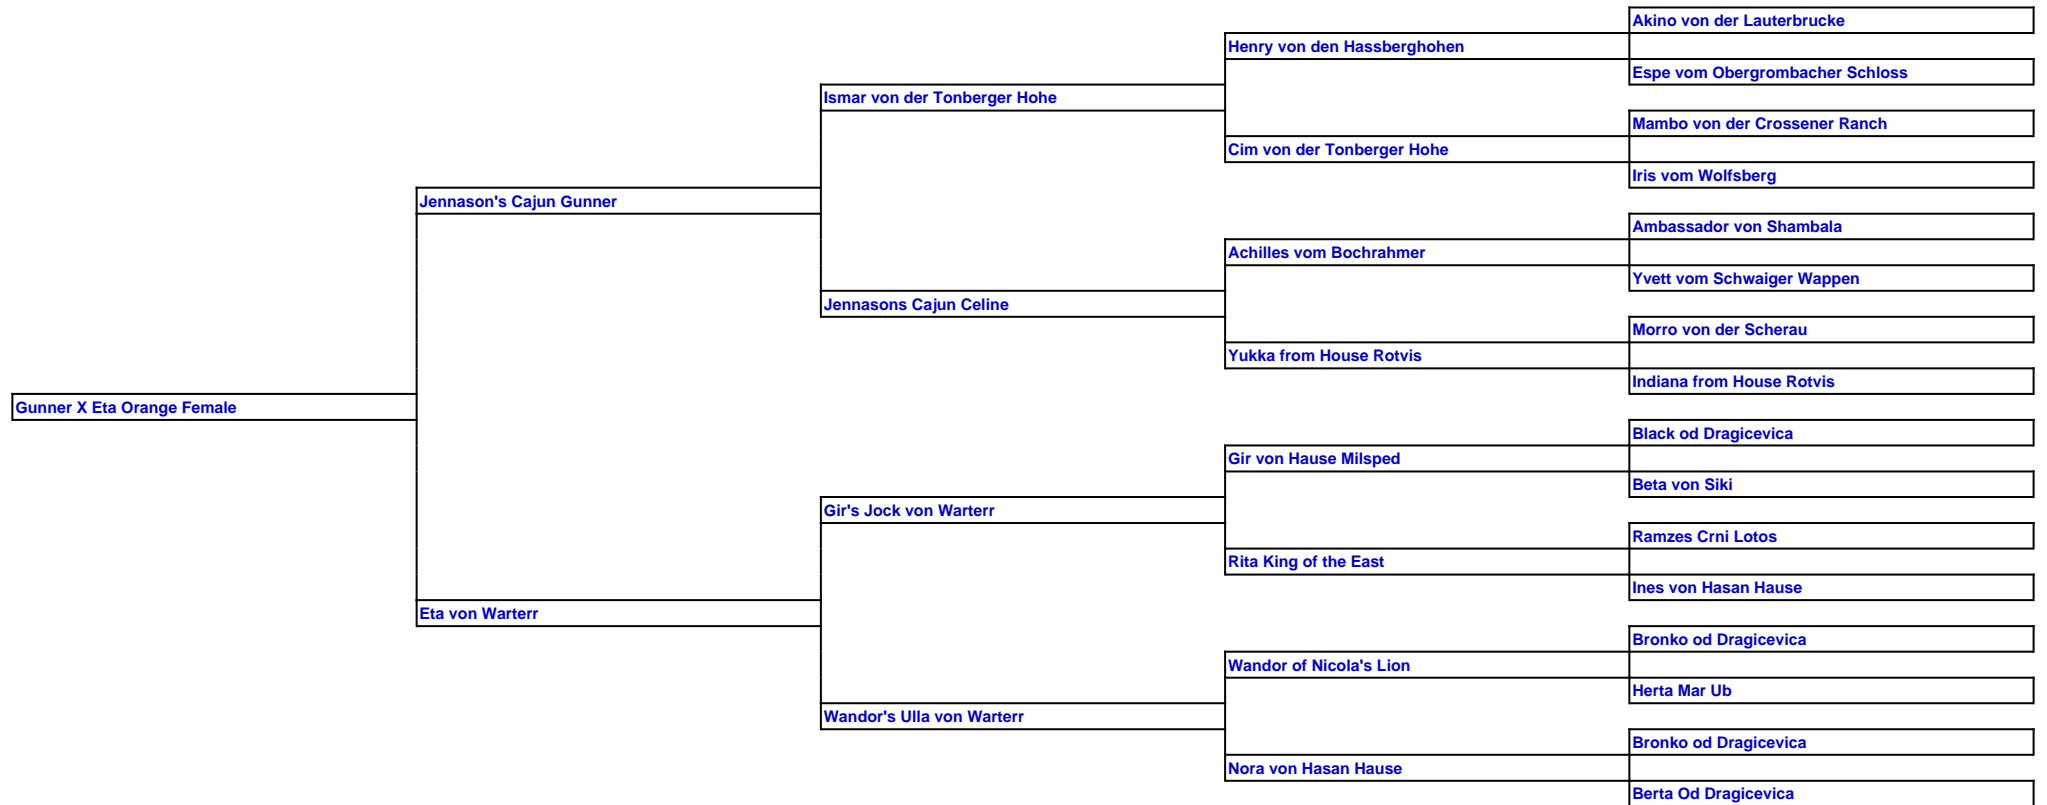 Akino von der Lauterbrucke
Henry von den Hassberghohen
Espe vom Obergrombacher Schloss
Ismar von der Tonberger Hohe
Mambo von der Crossener Ranch
Cim von der Tonberger Hohe
Iris vom Wolfsberg
Jennason's Cajun Gunner
Ambassador von Shambala
Achilles vom Bochrahmer
Yvett vom Schwaiger Wappen
Jennasons Cajun Celine
Morro von der Scherau
Yukka from House Rotvis
Indiana from House Rotvis
Gunner X Eta Orange Female
Black od Dragicevica
Gir von Hause Milsped
Beta von Siki
Gir's Jock von Warterr
Ramzes Crni Lotos
Rita King of the East
Ines von Hasan Hause
Eta von Warterr
Bronko od Dragicevica
Wandor of Nicola's Lion
Herta Mar Ub
Wandor's Ulla von Warterr
Bronko od Dragicevica
Nora von Hasan Hause
Berta Od Dragicevica